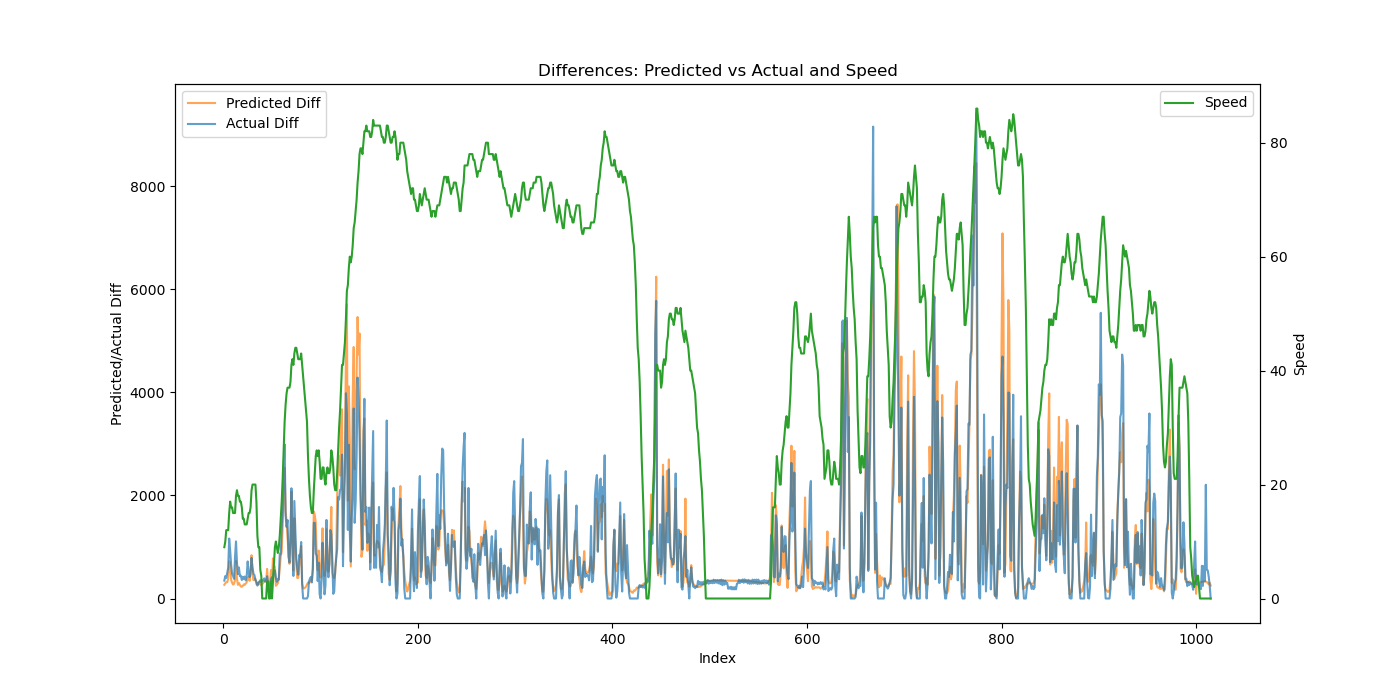 Differences: Predicted vs Actual and Speed
Predicted Diff
Actual Diff
Speed
8000
6000
4000
2000
0
Predicted/Actual Diff
80
60
40
20
0
Speed
0 200 400 600 800 1000
Index